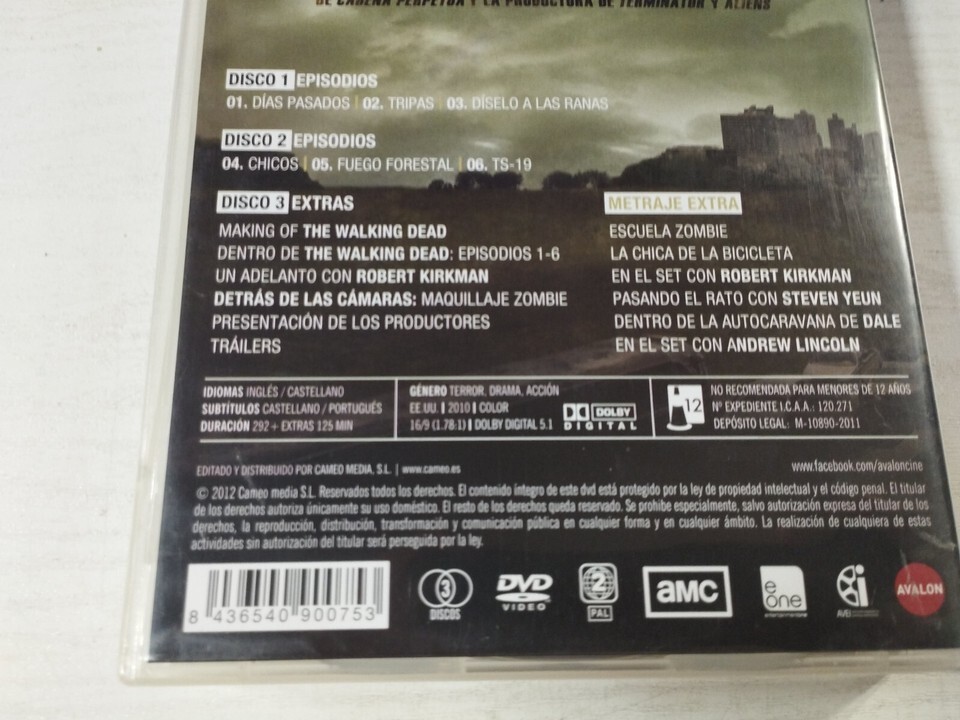 DE CADENA PERPETUA Y LA PRODUCTORA DE TERMINATOR Y ALIENS
DISCO 1 EPISODIOS
01. DÍAS PASADOS | 02. TRIPAS | 03. DÍSELO A LAS RANAS
DISCO 2 EPISODIOS
04. CHICOS | 05. FUEGO FORESTAL | 06. TS-19
DISCO 3 EXTRAS
MAKING OF THE WALKING DEAD
DENTRO DE THE WALKING DEAD: EPISODIOS 1-6
UN ADELANTO CON ROBERT KIRKMAN
DETRÁS DE LAS CÁMARAS: MAQUILLAJE ZOMBIE
PRESENTACIÓN DE LOS PRODUCTORES
TRÁILERS
METRAJE EXTRA
ESCUELA ZOMBIE
LA CHICA DE LA BICICLETA
EN EL SET CON ROBERT KIRKMAN
PASANDO EL RATO CON STEVEN YEUN
DENTRO DE LA AUTOCARAVANA DE DALE
EN EL SET CON ANDREW LINCOLN
IDIOMAS INGLÉS / CASTELLANO
SUBTÍTULOS CASTELLANO / PORTUGUÉS
DURACIÓN 292 + EXTRAS 125 MIN
GÉNERO TERROR, DRAMA, ACCIÓN
EE.UU. | 2010 | COLOR
16/9 (1.78:1) | DOLBY DIGITAL 5.1
DOLBY
DIGITAL
12
NO RECOMENDADA PARA MENORES DE 12 AÑOS
Nº EXPEDIENTE I.C.A.A.: 120.271
DEPÓSITO LEGAL: M-10890-2011
EDITADO Y DISTRIBUIDO POR CAMEO MEDIA, S.L. | www.cameo.es
www.facebook.com/avaloncine
© 2012 Cameo media S.L. Reservados todos los derechos. El contenido íntegro de este dvd está protegido por la ley de propiedad intelectual y el código penal. El titular
de los derechos autoriza únicamente su uso doméstico. El resto de los derechos queda reservado. Se prohíbe especialmente, salvo autorización expresa del titular de los
derechos, la reproducción, distribución, transformación y comunicación pública en cualquier forma y en cualquier ámbito. La realización de cualquiera de estas
actividades sin autorización del titular será perseguida por la ley.
8 436540 900753
3
DISCOS
DVD
VIDEO
2
PAL
aMC
e one
AVEI
AVALON